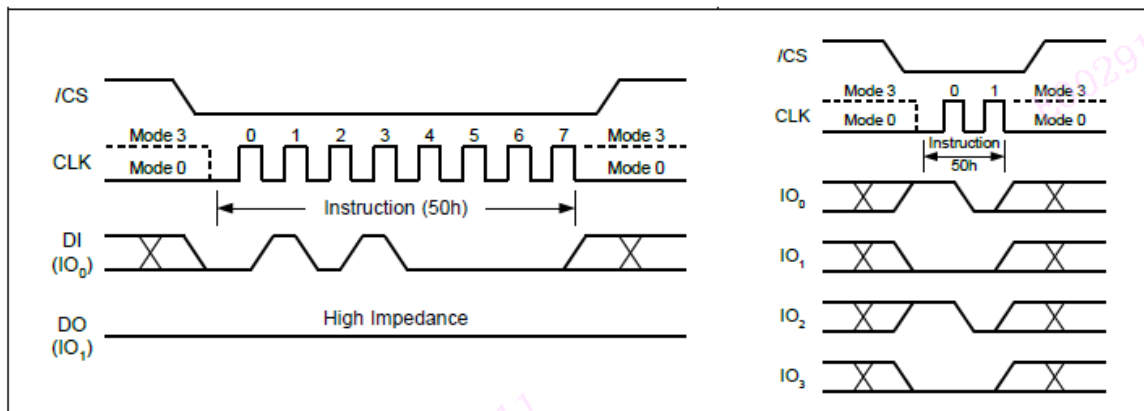 /CS
Mode 3 0 1 2 3 4 5 6 7 Mode 3
CLK Mode 0 Mode 0
Instruction (50h)
DI
(IO0)
High Impedance
DO
(IO1)
/CS
Mode 3 0 1 Mode 3
CLK Mode 0 Mode 0
Instruction
50h
IO0
IO1
IO2
IO3